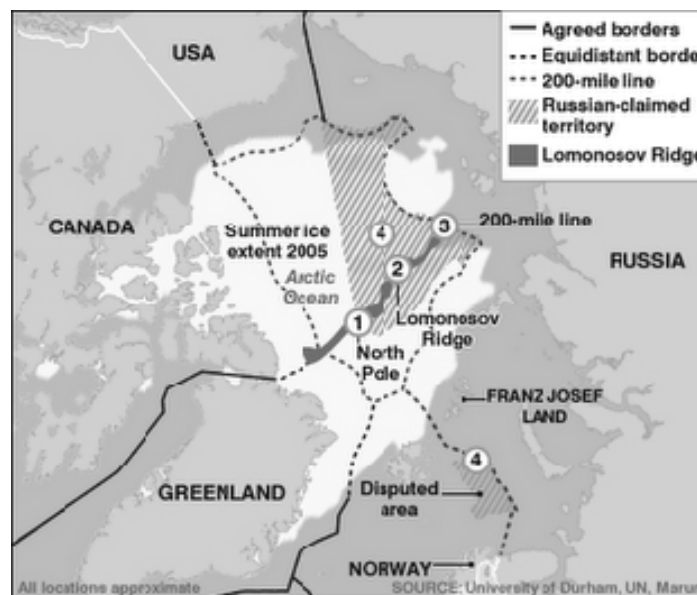 Agreed borders
Equidistant borde
200-mile line
Russian-claimed
territory
Lomonosov Ridge
USA
CANADA
Summer ice
extent 2005
Arctic
Ocean
4
3
200-mile line
2
RUSSIA
1
Lomonosov
Ridge
North
Pole
FRANZ JOSEF
LAND
4
GREENLAND
Disputed
area
NORWAY
All locations approximate
SOURCE: University of Durham, UN, Marum